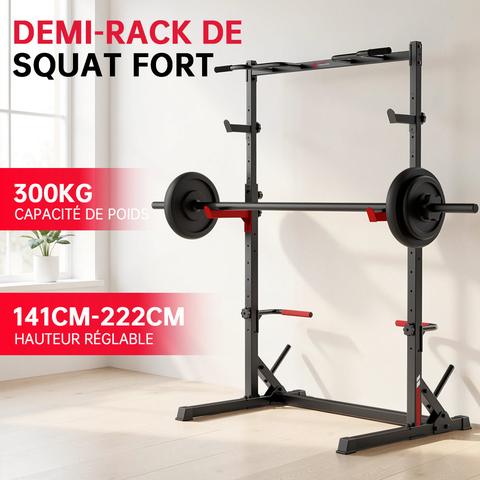 DEMI-RACK DE
SQUAT FORT
300KG
CAPACITÉ DE POIDS
141CM-222CM
HAUTEUR RÉGLABLE